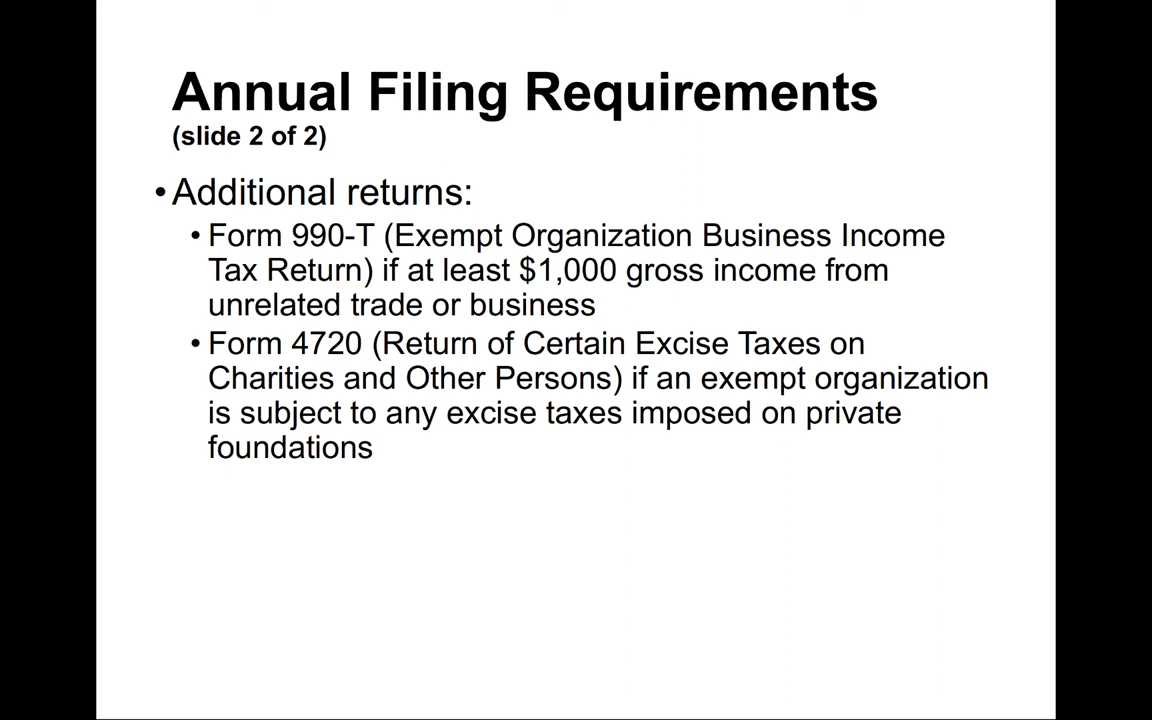 Annual Filing Requirements
(slide 2 of 2)
• Additional returns:
• Form 990-T (Exempt Organization Business Income
Tax Return) if at least $1,000 gross income from
unrelated trade or business
• Form 4720 (Return of Certain Excise Taxes on
Charities and Other Persons) if an exempt organization
is subject to any excise taxes imposed on private
foundations